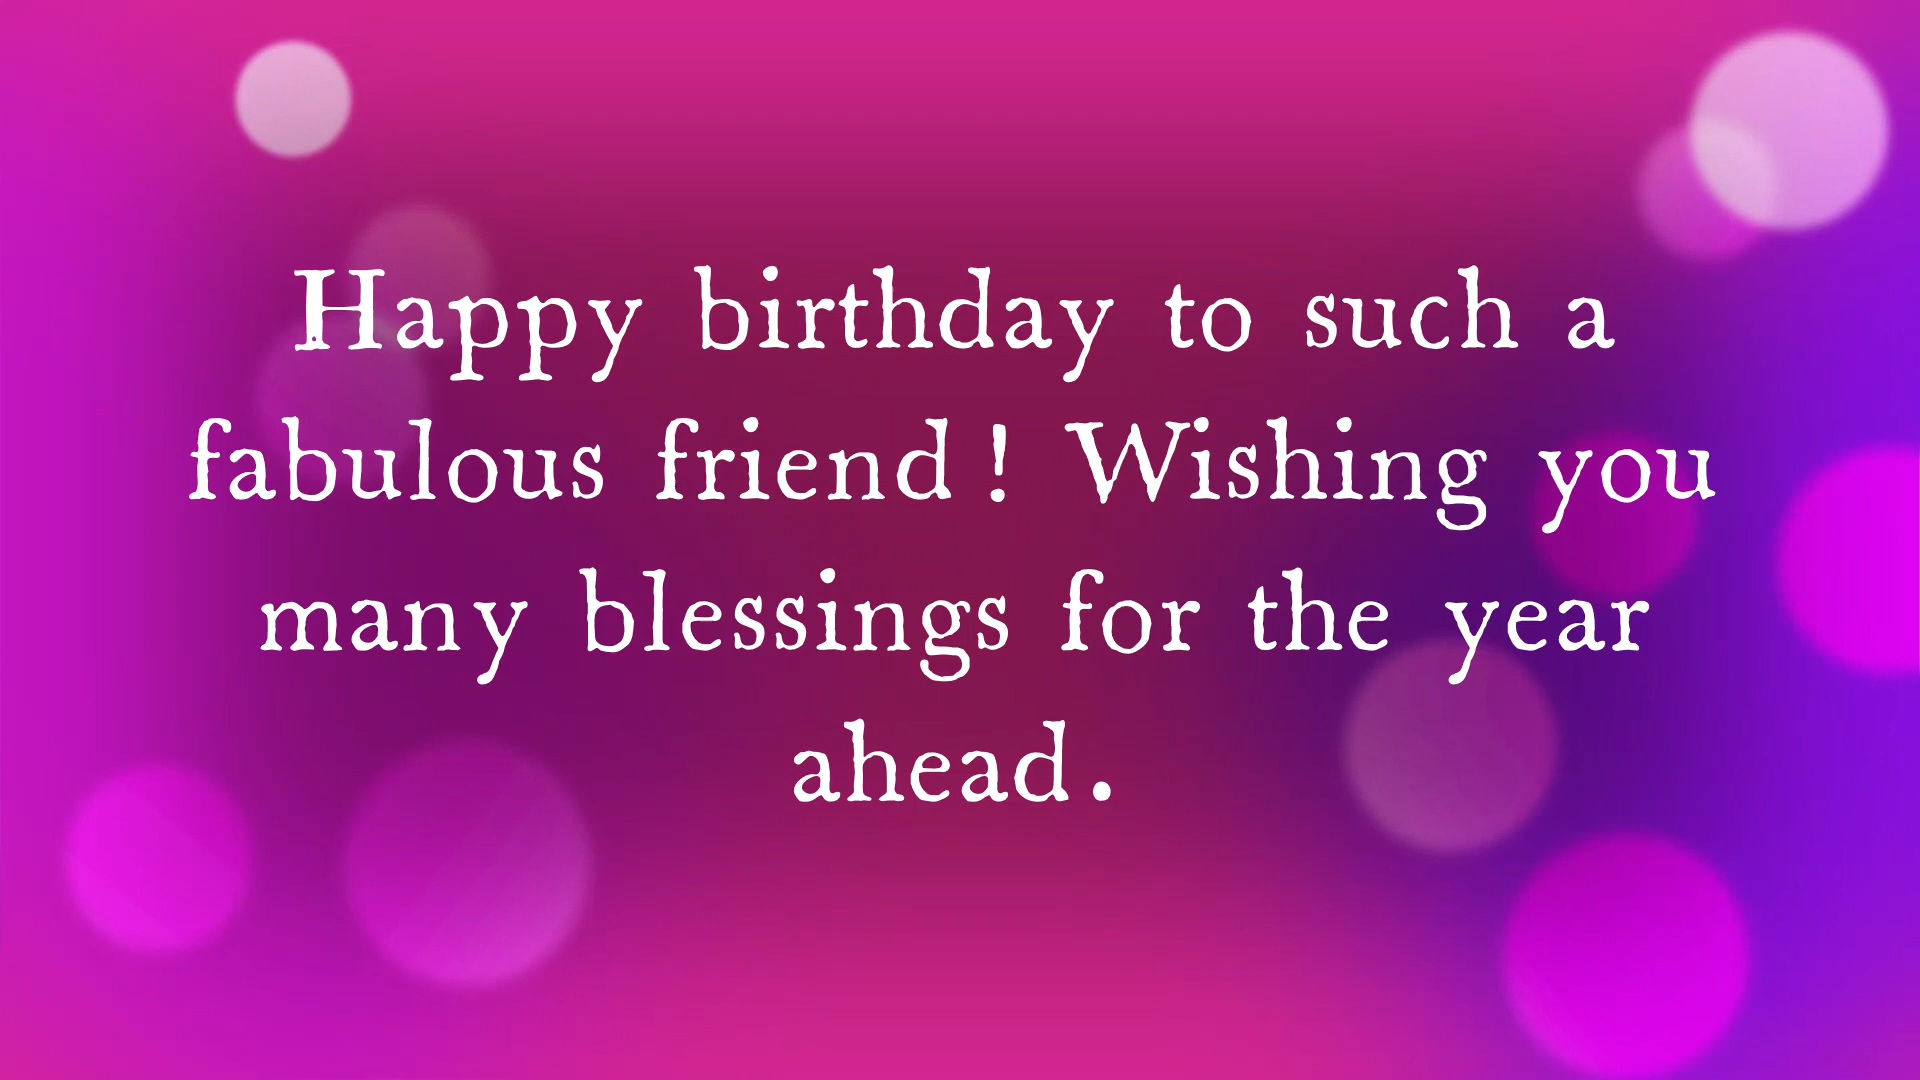 Happy birthday to such a
fabulous friend! Wishing you
many blessings for the year
ahead.